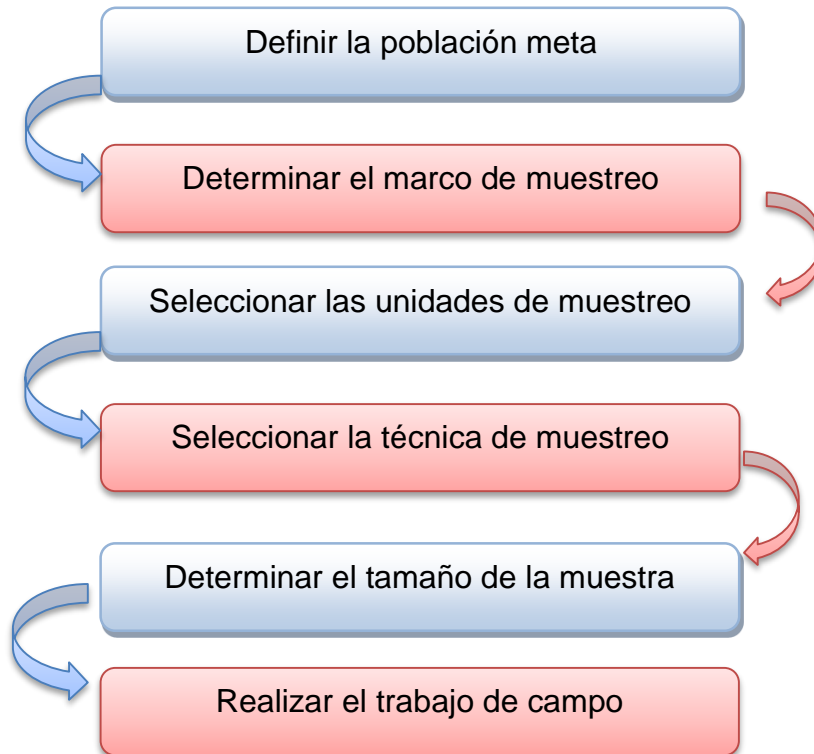 Definir la población meta
Determinar el marco de muestreo
Seleccionar las unidades de muestreo
Seleccionar la técnica de muestreo
Determinar el tamaño de la muestra
Realizar el trabajo de campo